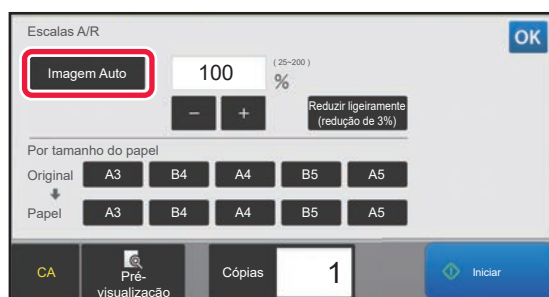 Escalas A/R
OK
Imagem Auto
100
(25~200)
%
−
+
Reduzir ligeiramente
(redução de 3%)
Por tamanho do papel
Original A3 B4 A4 B5 A5
Papel A3 B4 A4 B5 A5
CA
Pré-
visualização
Cópias
1
Iniciar